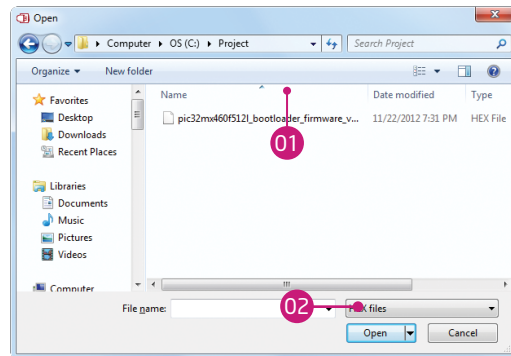 Open
Computer ▸ OS (C:) ▸ Project
Search Project
Organize New folder
Name Date modified Type
Favorites
Desktop
Downloads
Recent Places
pic32mx460f512l_bootloader_firmware_v... 11/22/2012 7:31 PM HEX File
01
Libraries
Documents
Music
Pictures
Videos
Computer
File name: 02 HEX files
Open Cancel